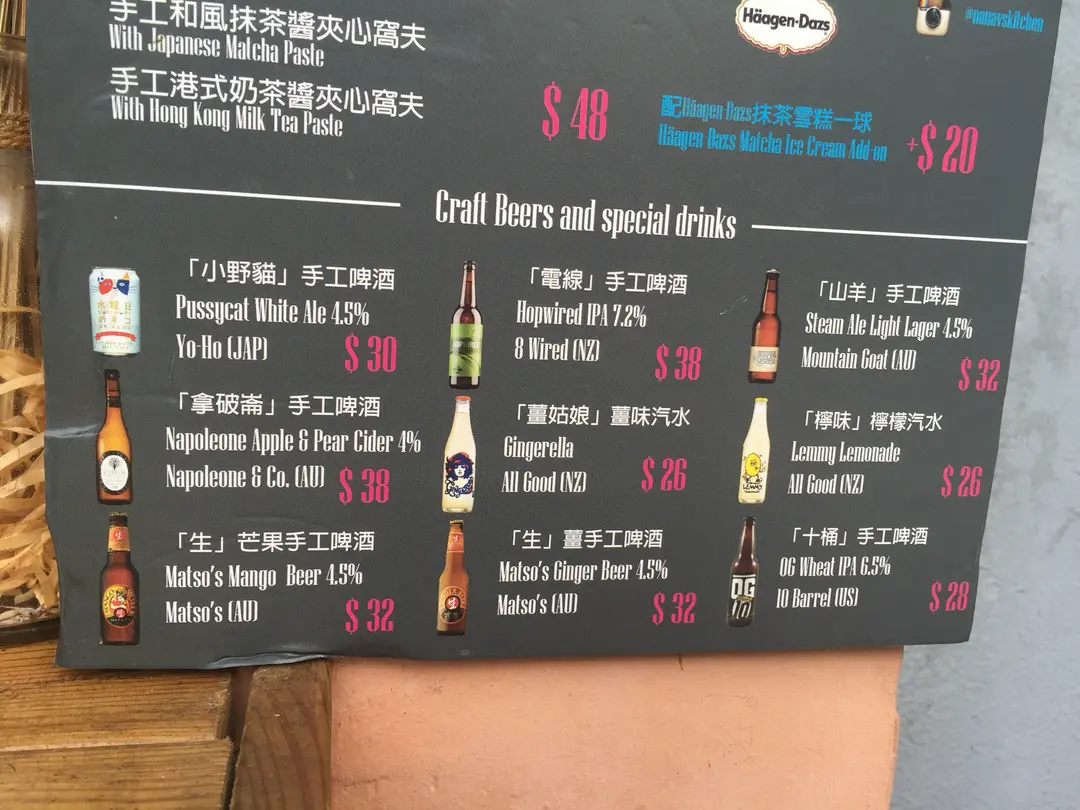 手工和風抹茶醬夾心窩夫
With Japanese Matcha Paste
手工港式奶茶醬夾心窩夫
With Hong Kong Milk Tea Paste
$ 48
Häagen-Dazs
@nanavskitchen
配Häagen-Dazs抹茶雪糕一球
Häagen-Dazs Matcha Ice Cream Add-on
+$ 20
Craft Beers and special drinks
「小野貓」手工啤酒
Pussycat White Ale 4.5%
Yo-Ho (JAP)
$ 30
「電線」手工啤酒
Hopwired IPA 7.2%
8 Wired (NZ)
$ 38
「山羊」手工啤酒
Steam Ale Light Lager 4.5%
Mountain Goat (AU)
$ 32
「拿破崙」手工啤酒
Napoleone Apple & Pear Cider 4%
Napoleone & Co. (AU)
$ 38
「薑姑娘」薑味汽水
Gingerella
All Good (NZ)
$ 26
「檸味」檸檬汽水
Lemmy Lemonade
All Good (NZ)
$ 26
LEMMY
「生」芒果手工啤酒
Matso's Mango Beer 4.5%
Matso's (AU)
$ 32
「生」薑手工啤酒
Matso's Ginger Beer 4.5%
Matso's (AU)
$ 32
「十桶」手工啤酒
OG Wheat IPA 6.5%
10 Barrel (US)
$ 28
OG
10